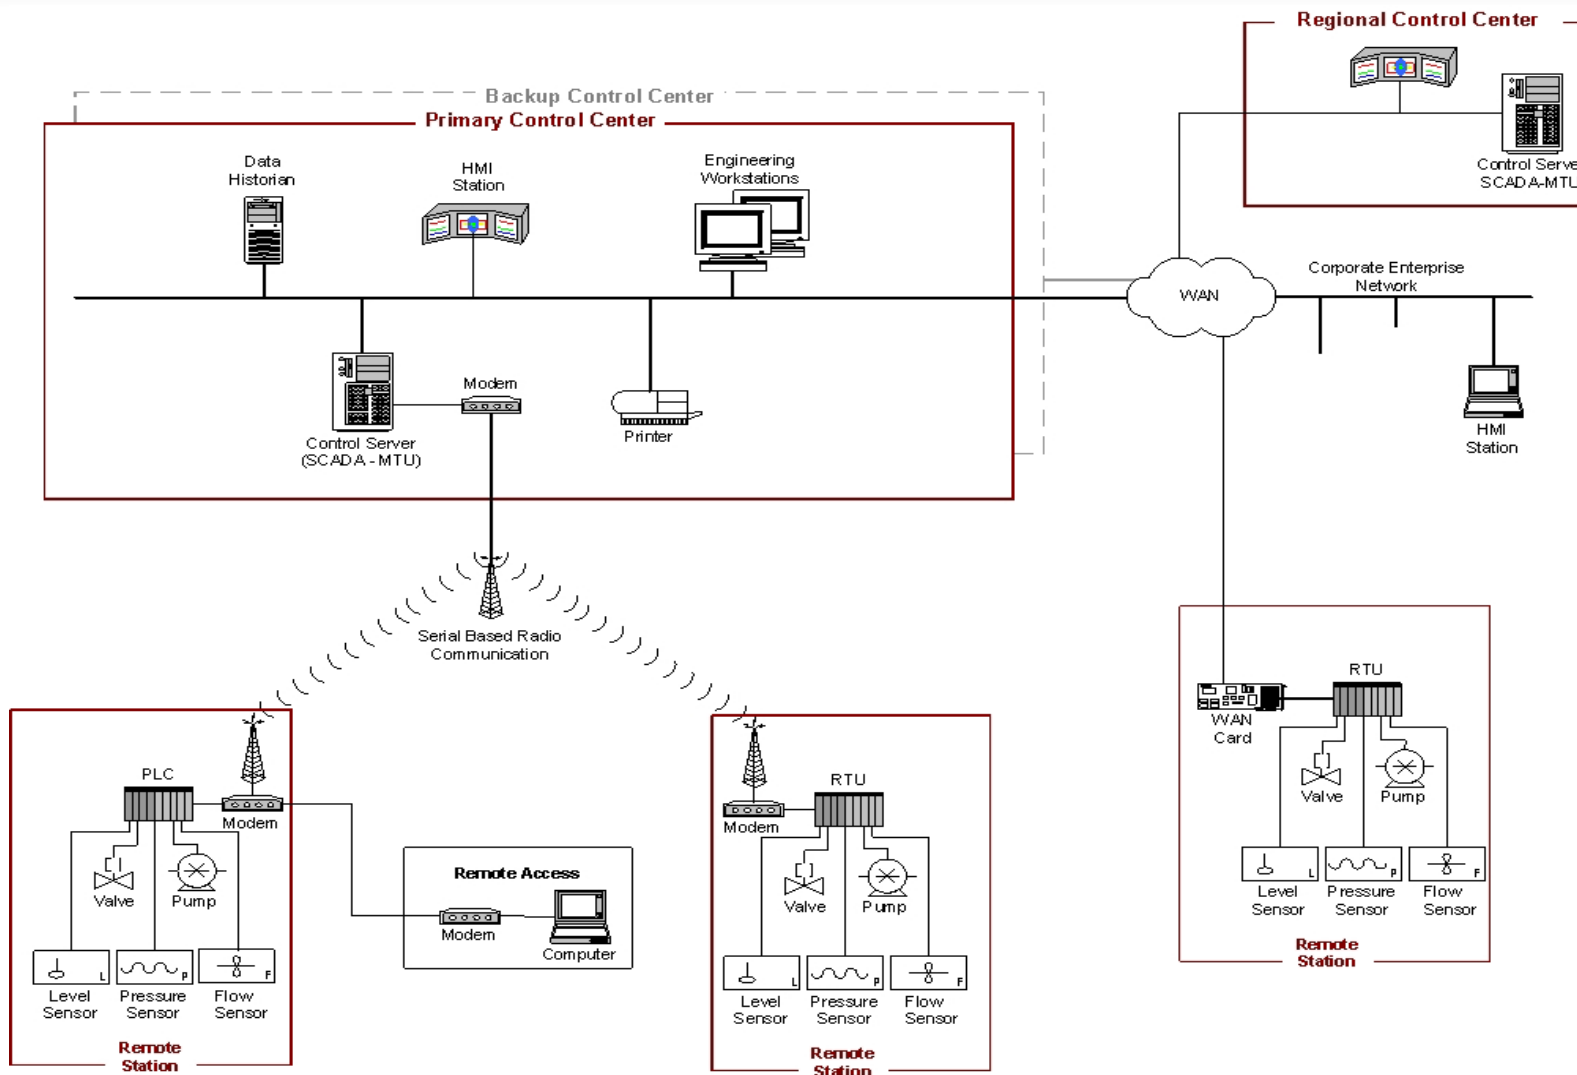 Regional Control Center
Control Serve
SCADA-MTU
Backup Control Center
Primary Control Center
Data
Historian
HMI
Station
Engineering
Workstations
Control Server
(SCADA - MTU)
Modem
Printer
WAN
Corporate Enterprise
Network
HMI
Station
Serial Based Radio
Communication
PLC
Modem
Valve
Pump
L
P
F
Level
Sensor
Pressure
Sensor
Flow
Sensor
Remote
Station
Remote Access
Modem
Computer
RTU
Modem
Valve
Pump
L
P
F
Level
Sensor
Pressure
Sensor
Flow
Sensor
Remote
Station
RTU
WAN
Card
Valve
Pump
L
P
F
Level
Sensor
Pressure
Sensor
Flow
Sensor
Remote
Station